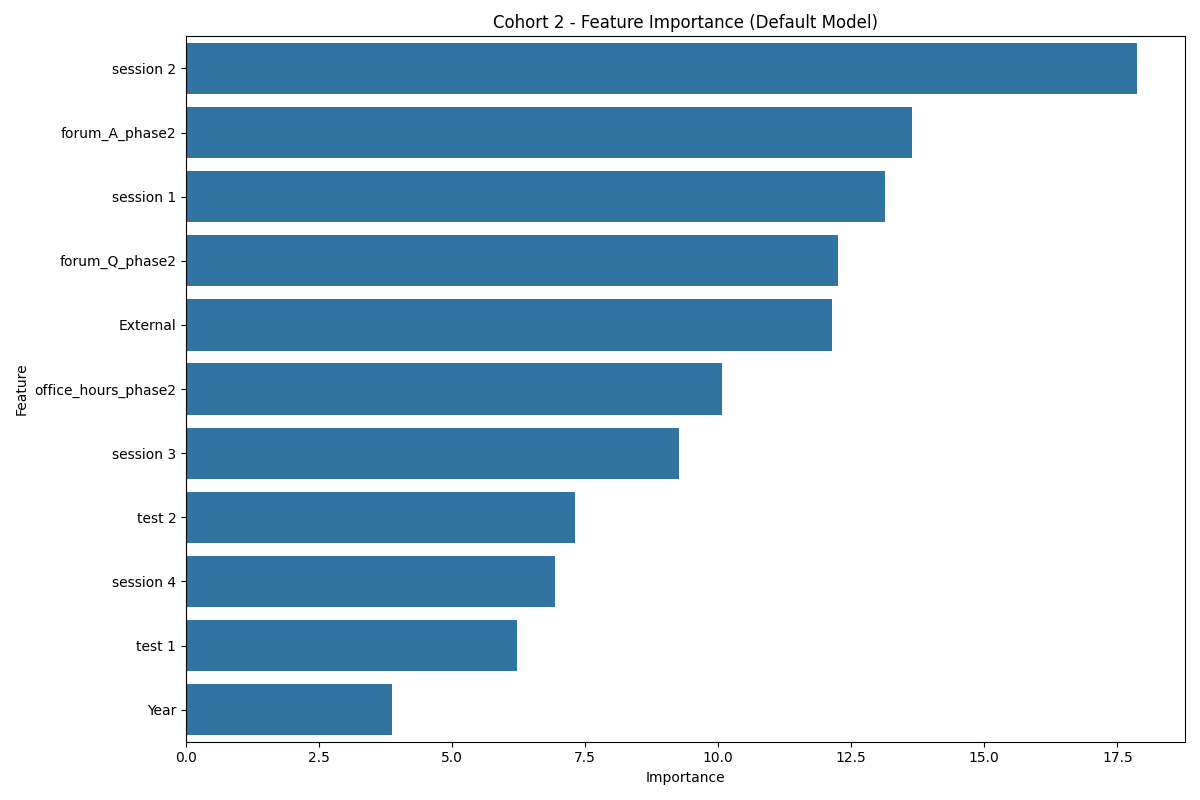 Cohort 2 - Feature Importance (Default Model)
session 2
forum_A_phase2
session 1
forum_Q_phase2
External
office_hours_phase2
session 3
test 2
session 4
test 1
Year
Feature
0.0 2.5 5.0 7.5 10.0 12.5 15.0 17.5
Importance